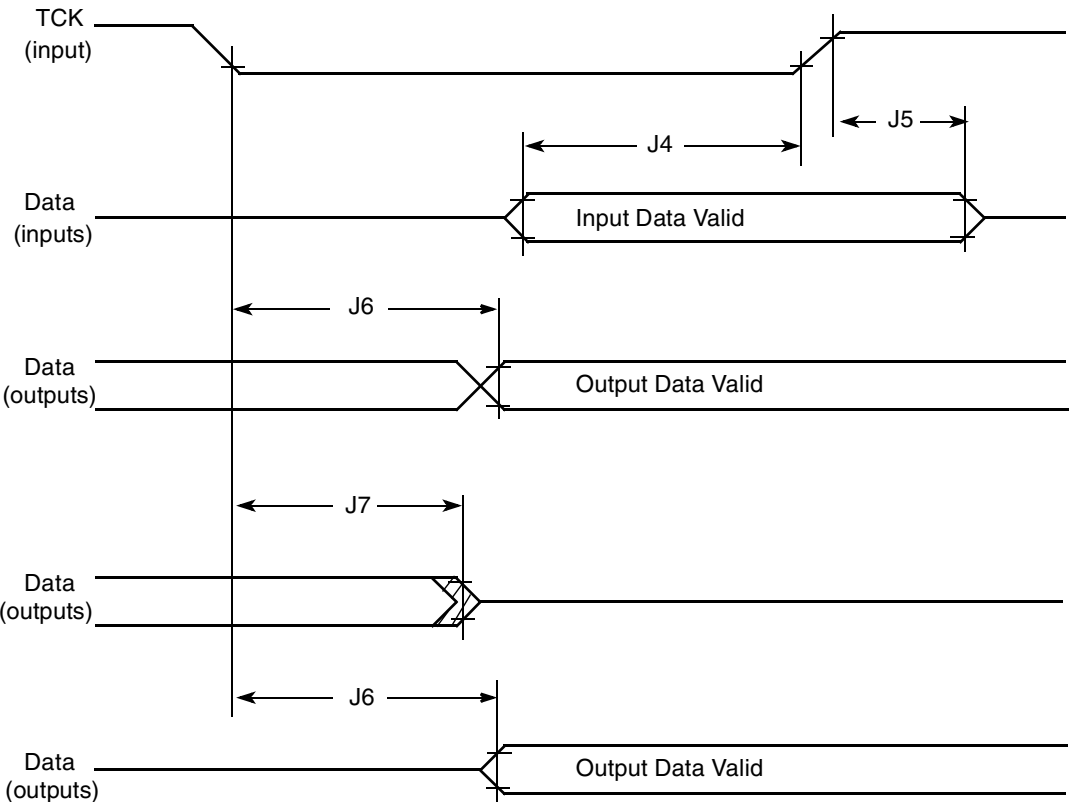 TCK
(input)
J5
J4
Data
(inputs)
Input Data Valid
J6
Data
(outputs)
Output Data Valid
J7
Data
(outputs)
J6
Data
(outputs)
Output Data Valid